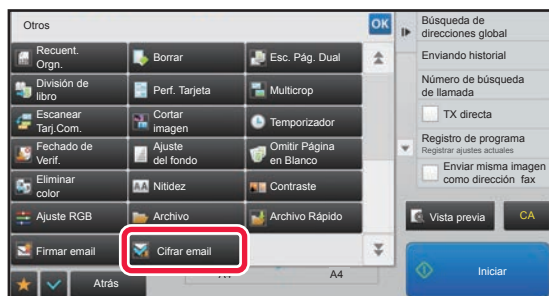 Otros
OK
Recuent.
Orgn.
Borrar
Esc. Pág. Dual
División de
libro
Perf. Tarjeta
Multicrop
Escanear
Tarj.Com.
Cortar
imagen
Temporizador
Fechado de
Verif.
Ajuste
del fondo
Omitir Página
en Blanco
Eliminar
color
AA Nitidez
Contraste
Ajuste RGB
Archivo
Archivo Rápido
Firmar email
Cifrar email
Atrás
A4
Búsqueda de
direcciones global
Enviando historial
Número de búsqueda
de llamada
TX directa
Registro de programa
Registrar ajustes actuales
Enviar misma imagen
como dirección fax
Vista previa
CA
Iniciar